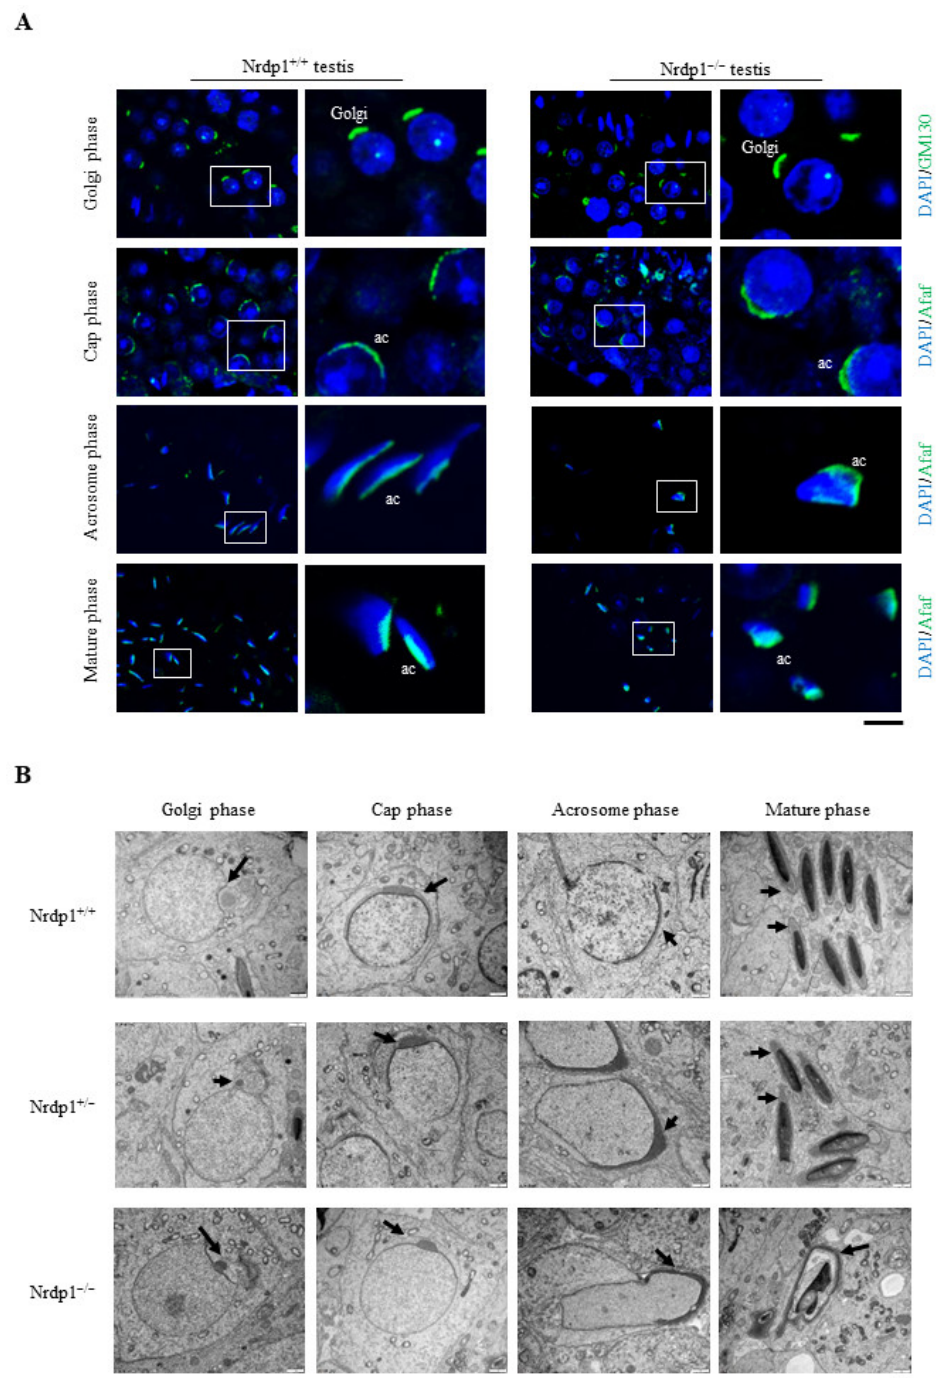 A
Nrdp1+/+ testis
Nrdp1−/− testis
Golgi phase
Golgi
Golgi
DAPI/GM130
Cap phase
ac
ac
DAPI/Afaf
Acrosome phase
ac
ac
DAPI/Afaf
Mature phase
ac
ac
DAPI/Afaf
B
Golgi phase
Cap phase
Acrosome phase
Mature phase
Nrdp1+/+
Nrdp1+/−
Nrdp1−/−